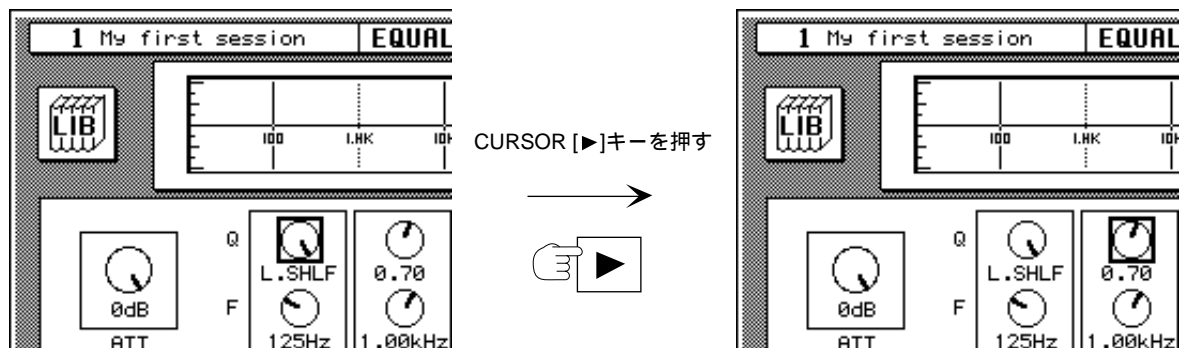 1 My first session EQUAL
LIB
100 1.0K 10K
Q
L.SHLF 0.70
0dB
F
ATT 125Hz 1.00kHz
CURSOR [▶]キーを押す
1 My first session EQUAL
LIB
100 1.0K 10K
Q
L.SHLF 0.70
0dB
F
ATT 125Hz 1.00kHz